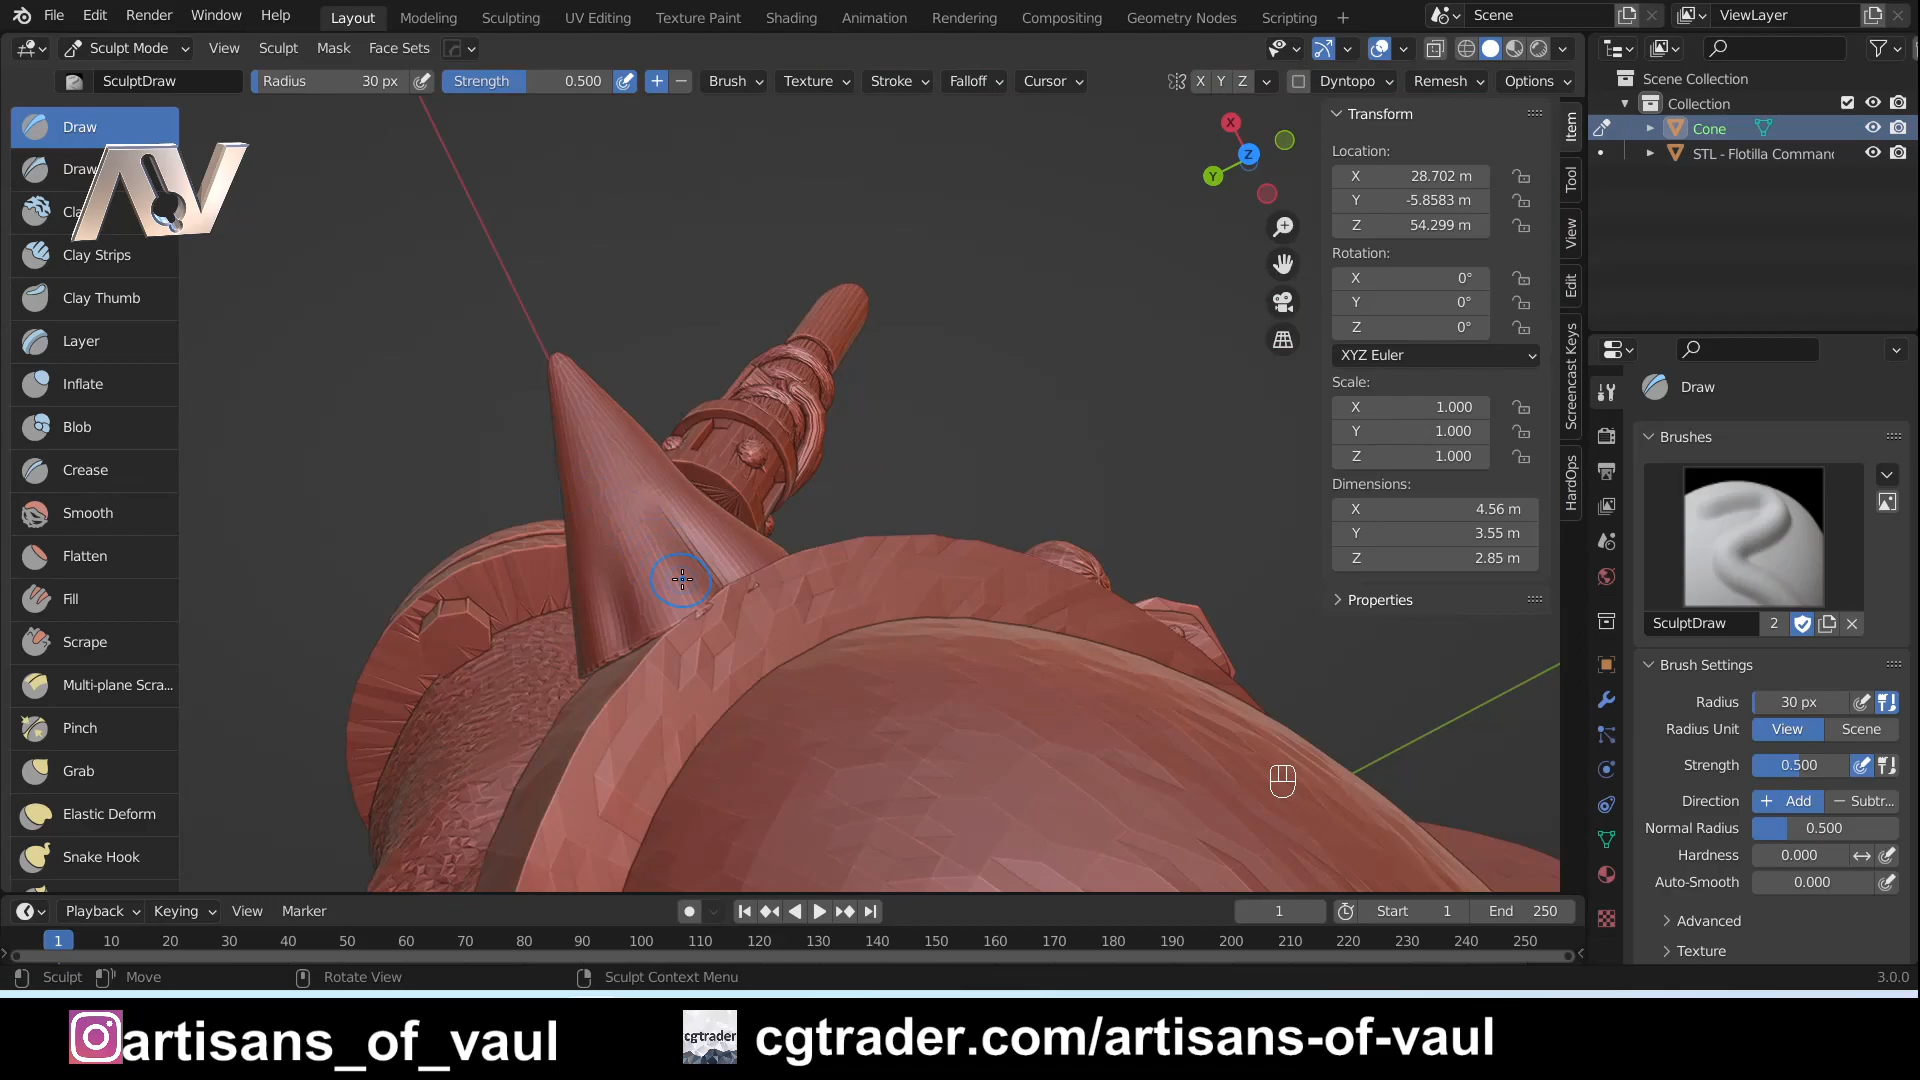 File Edit Render Window Help Layout Modeling Sculpting UV Editing Texture Paint Shading Animation Rendering Compositing Geometry Nodes Scripting + Scene ViewLayer
Sculpt Mode View Sculpt Mask Face Sets
SculptDraw Radius 30 px Strength 0.500 + − Brush Texture Stroke Falloff Cursor X Y Z Dyntopo Remesh Options
Draw
Draw
Cla
Clay Strips
Clay Thumb
Layer
Inflate
Blob
Crease
Smooth
Flatten
Fill
Scrape
Multi-plane Scra...
Pinch
Grab
Elastic Deform
Snake Hook
AV
X
Y
Z
Transform
Location:
X 28.702 m
Y -5.8583 m
Z 54.299 m
Rotation:
X 0°
Y 0°
Z 0°
XYZ Euler
Scale:
X 1.000
Y 1.000
Z 1.000
Dimensions:
X 4.56 m
Y 3.55 m
Z 2.85 m
Properties
Item
Tool
View
Edit
Screencast Keys
HardOps
Scene Collection
Collection
Cone
STL - Flotilla Command
Draw
Brushes
SculptDraw 2
Brush Settings
Radius 30 px
Radius Unit View Scene
Strength 0.500
Direction + Add − Subtr...
Normal Radius 0.500
Hardness 0.000
Auto-Smooth 0.000
Advanced
Texture
Playback Keying View Marker 1 Start 1 End 250
1 10 20 30 40 50 60 70 80 90 100 110 120 130 140 150 160 170 180 190 200 210 220 230 240 250
Sculpt Move Rotate View Sculpt Context Menu 3.0.0
artisans_of_vaul
cgtrader
cgtrader.com/artisans-of-vaul